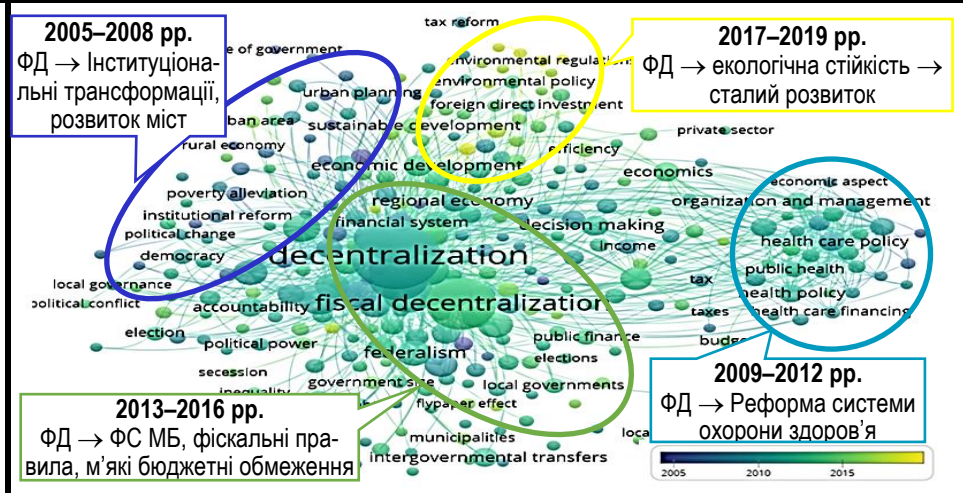 2005–2008 рр.
ФД → Інституціона-
льні трансформації,
розвиток міст
tax reform
2017–2019 рр.
ФД → екологічна стійкість →
сталий розвиток
of government
environmental regulations
environmental policy
urban planning
foreign direct investment
ban area
sustainable development
private sector
rural economy
efficiency
economic development
economics
economic aspect
poverty alleviation
regional economy
organization and management
institutional reform
financial system
decision making
political change
health care policy
democracy
decentralization
income
public health
local governance
tax
health policy
political conflict
accountability
fiscal decentralization
taxes
health care financing
election
public finance
political power
federalism
elections
secession
government size
local governments
inequality
flypaper effect
2013–2016 рр.
ФД → ФС МБ, фіскальні пра-
вила, м’які бюджетні обмеження
2009–2012 рр.
ФД → Реформа системи
охорони здоров’я
municipalities
intergovernmental transfers
2005
2010
2015